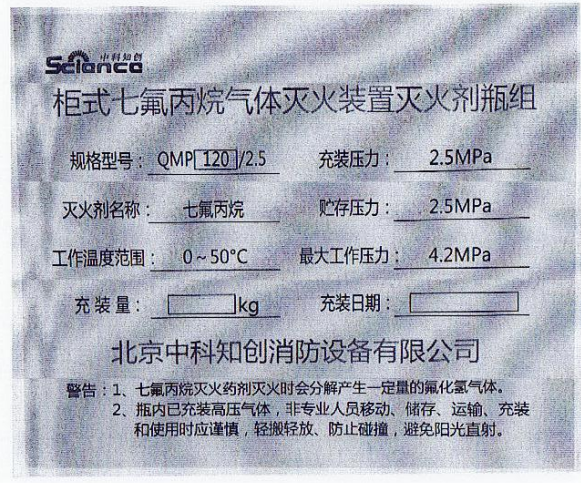 中科知创
Scianca
柜式七氟丙烷气体灭火装置灭火剂瓶组
规格型号： QMP 120 /2.5 充装压力： 2.5MPa
灭火剂名称： 七氟丙烷 贮存压力： 2.5MPa
工作温度范围： 0～50°C 最大工作压力： 4.2MPa
充装量： kg 充装日期：
北京中科知创消防设备有限公司
警告：1、七氟丙烷灭火药剂灭火时会分解产生一定量的氟化氢气体。
2、瓶内已充装高压气体，非专业人员移动、储存、运输、充装
和使用时应谨慎，轻搬轻放、防止碰撞，避免阳光直射。